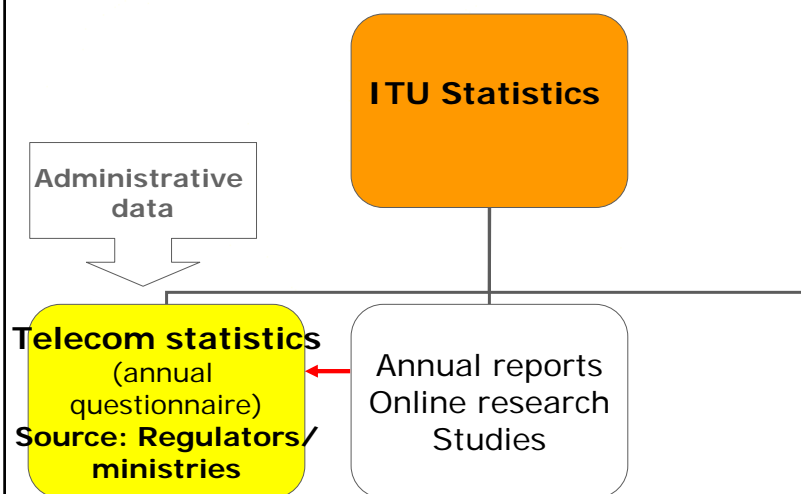 ITU Statistics
Administrative
data
Telecom statistics
(annual
questionnaire)
Source: Regulators/
ministries
Annual reports
Online research
Studies